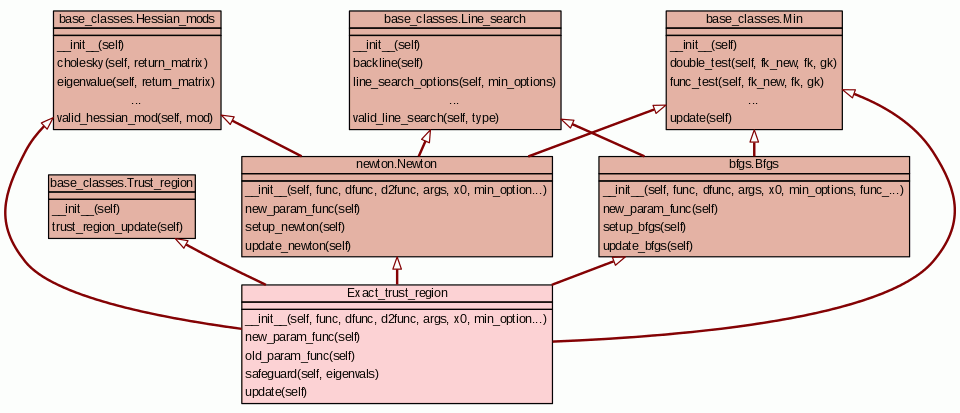 base_classes.Hessian_mods
__init__(self)
cholesky(self, return_matrix)
eigenvalue(self, return_matrix)
...
valid_hessian_mod(self, mod)
base_classes.Line_search
__init__(self)
backline(self)
line_search_options(self, min_options)
...
valid_line_search(self, type)
base_classes.Min
__init__(self)
double_test(self, fk_new, fk, gk)
func_test(self, fk_new, fk, gk)
...
update(self)
base_classes.Trust_region
__init__(self)
trust_region_update(self)
newton.Newton
__init__(self, func, dfunc, d2func, args, x0, min_option...)
new_param_func(self)
setup_newton(self)
update_newton(self)
bfgs.Bfgs
__init__(self, func, dfunc, args, x0, min_options, func_...)
new_param_func(self)
setup_bfgs(self)
update_bfgs(self)
Exact_trust_region
__init__(self, func, dfunc, d2func, args, x0, min_option...)
new_param_func(self)
old_param_func(self)
safeguard(self, eigenvals)
update(self)